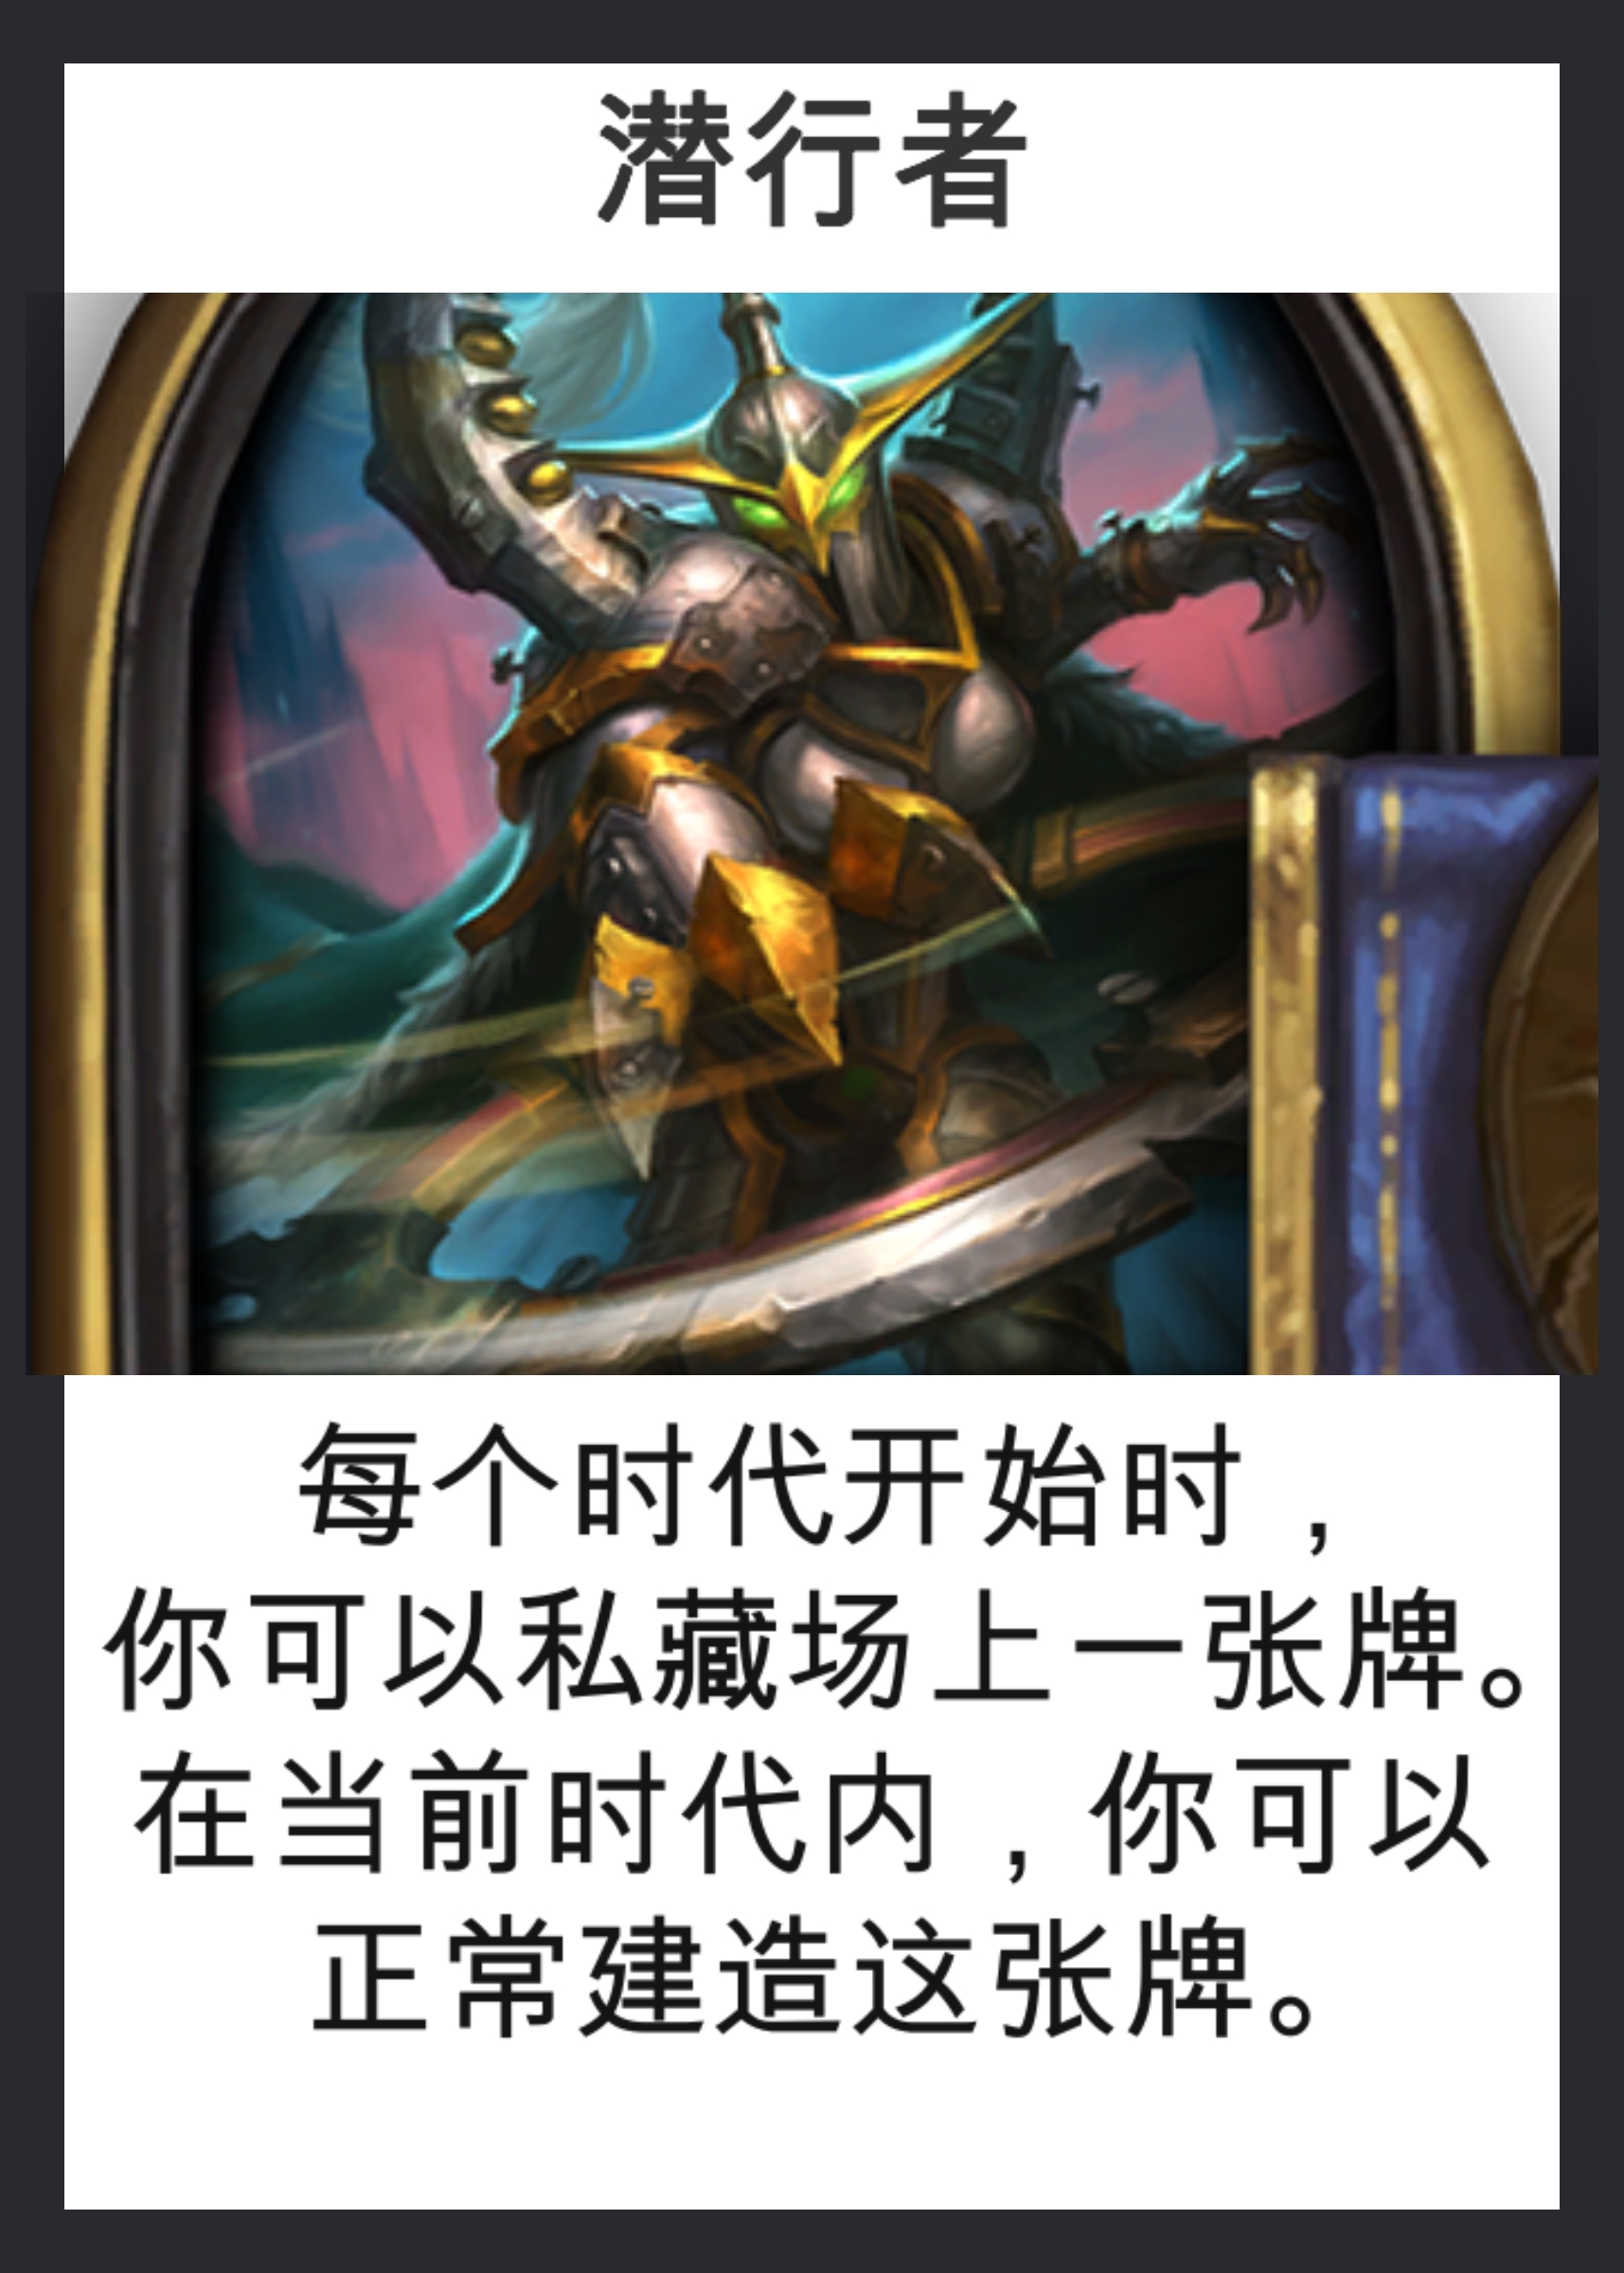 潜行者
每个时代开始时，
你可以私藏场上一张牌。
在当前时代内，你可以
正常建造这张牌。